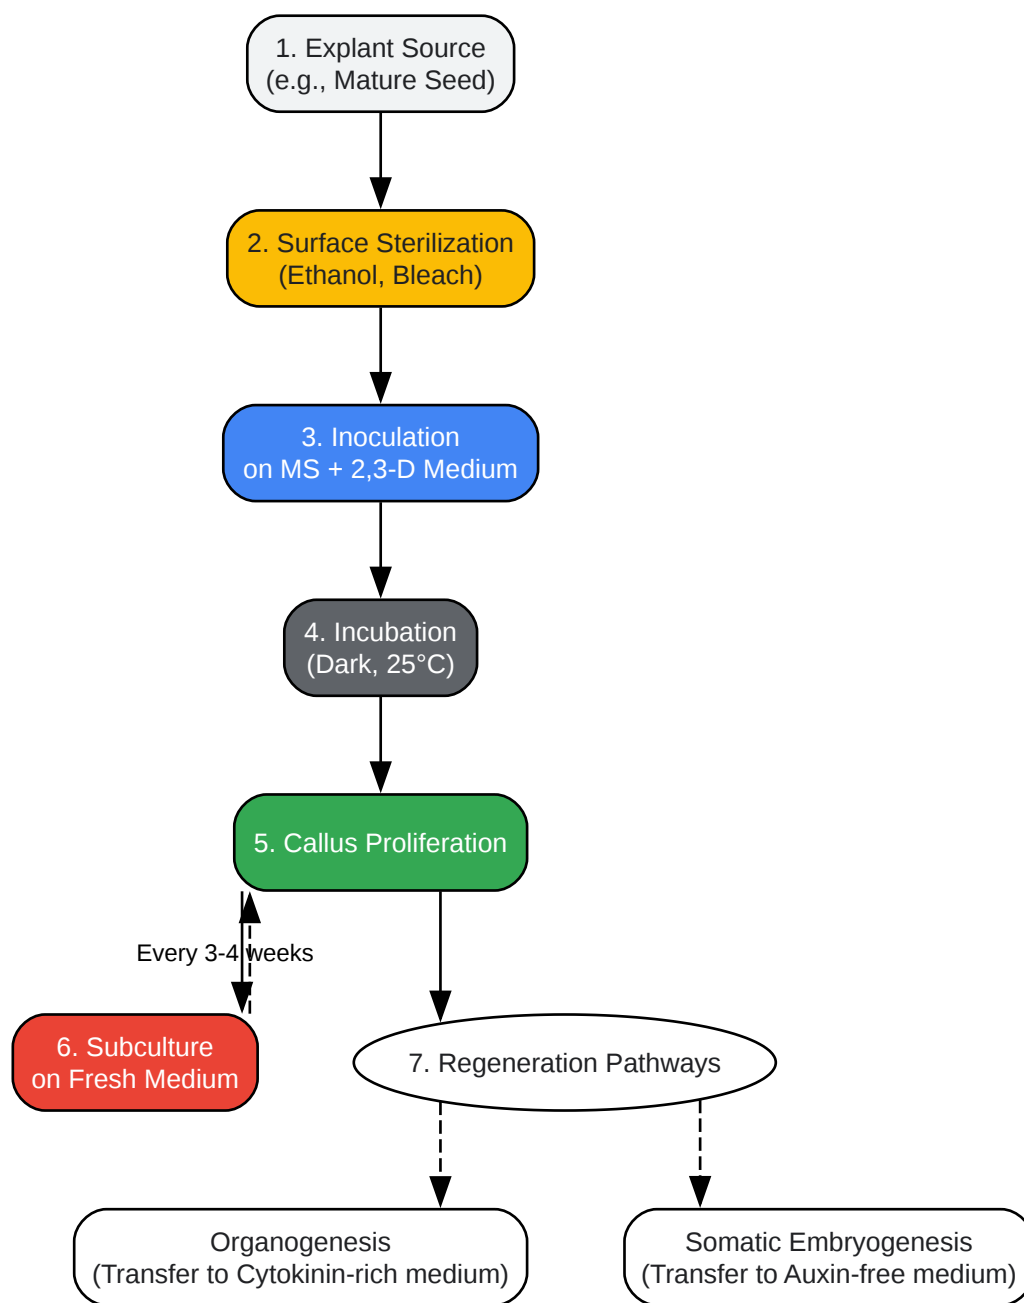 1. Explant Source
(e.g., Mature Seed)
2. Surface Sterilization
(Ethanol, Bleach)
3. Inoculation
on MS + 2,3-D Medium
4. Incubation
(Dark, 25°C)
5. Callus Proliferation
Every 3-4 weeks
6. Subculture
on Fresh Medium
7. Regeneration Pathways
Organogenesis
(Transfer to Cytokinin-rich medium)
Somatic Embryogenesis
(Transfer to Auxin-free medium)